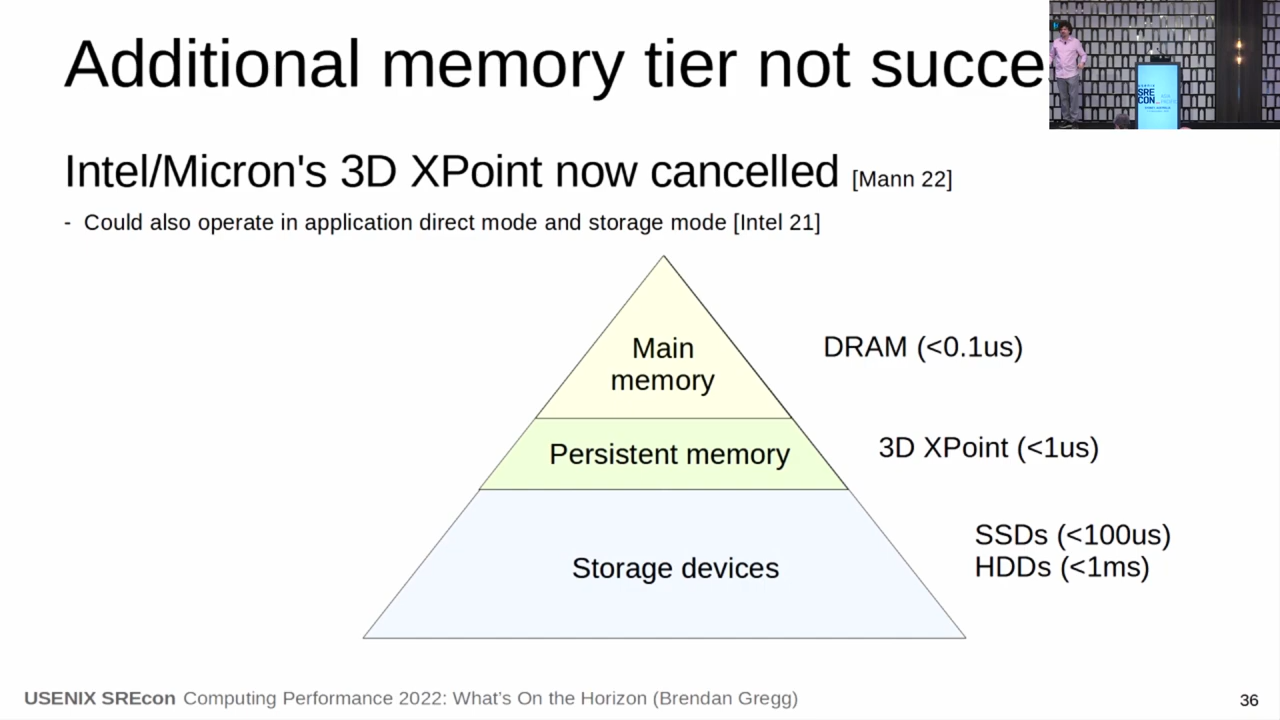 Additional memory tier not succe
Intel/Micron's 3D XPoint now cancelled [Mann 22]
- Could also operate in application direct mode and storage mode [Intel 21]
Main
memory
DRAM (<0.1us)
Persistent memory
3D XPoint (<1us)
Storage devices
SSDs (<100us)
HDDs (<1ms)
SRE
CON
USENIX SREcon Computing Performance 2022: What's On the Horizon (Brendan Gregg)
36